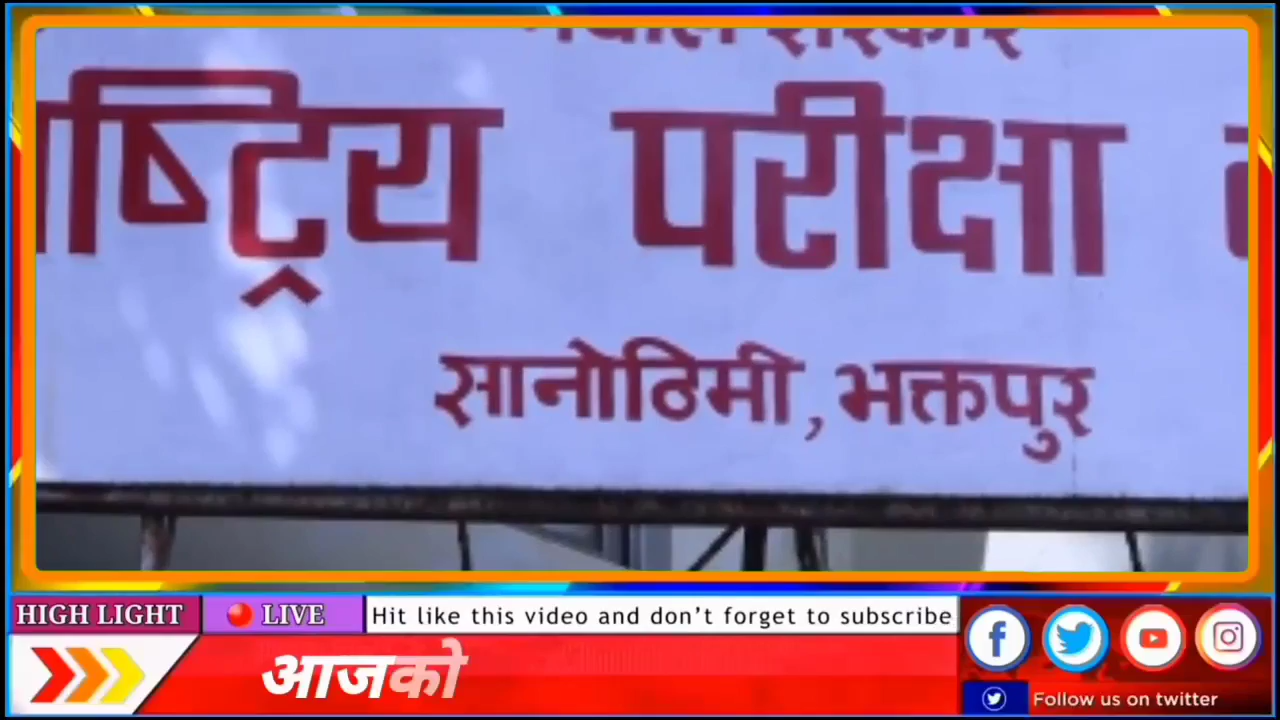 नेपाल सरकार
राष्ट्रिय परीक्षा
सानोठिमी, भक्तपुर
HIGH LIGHT
LIVE
Hit like this video and don't forget to subscribe
आजको
Follow us on twitter